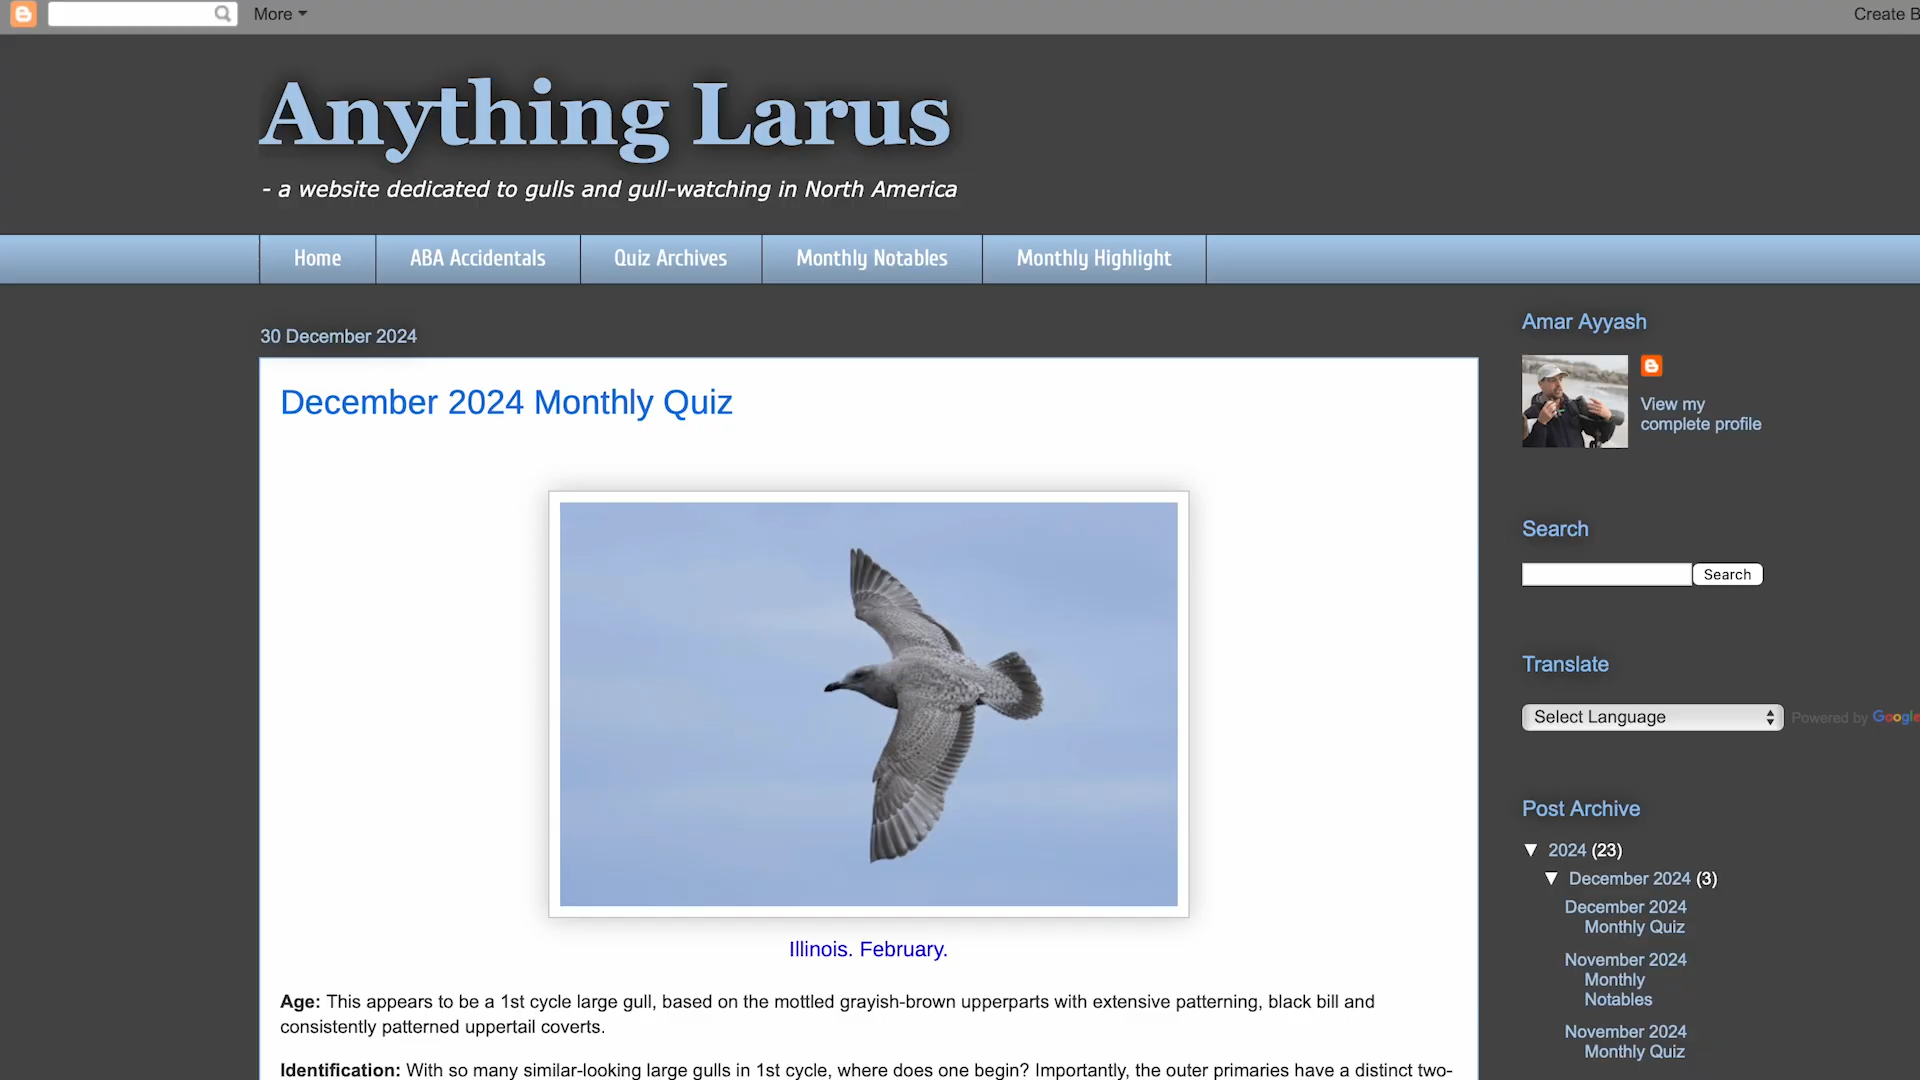 More
Create B
Anything Larus
- a website dedicated to gulls and gull-watching in North America
Home
ABA Accidentals
Quiz Archives
Monthly Notables
Monthly Highlight
30 December 2024
December 2024 Monthly Quiz
Illinois. February.
Age: This appears to be a 1st cycle large gull, based on the mottled grayish-brown upperparts with extensive patterning, black bill and
consistently patterned uppertail coverts.
Identification: With so many similar-looking large gulls in 1st cycle, where does one begin? Importantly, the outer primaries have a distinct two-
Amar Ayyash
View my
complete profile
Search
Search
Translate
Select Language
Powered by Google
Post Archive
▼ 2024 (23)
▼ December 2024 (3)
December 2024
Monthly Quiz
November 2024
Monthly
Notables
November 2024
Monthly Quiz